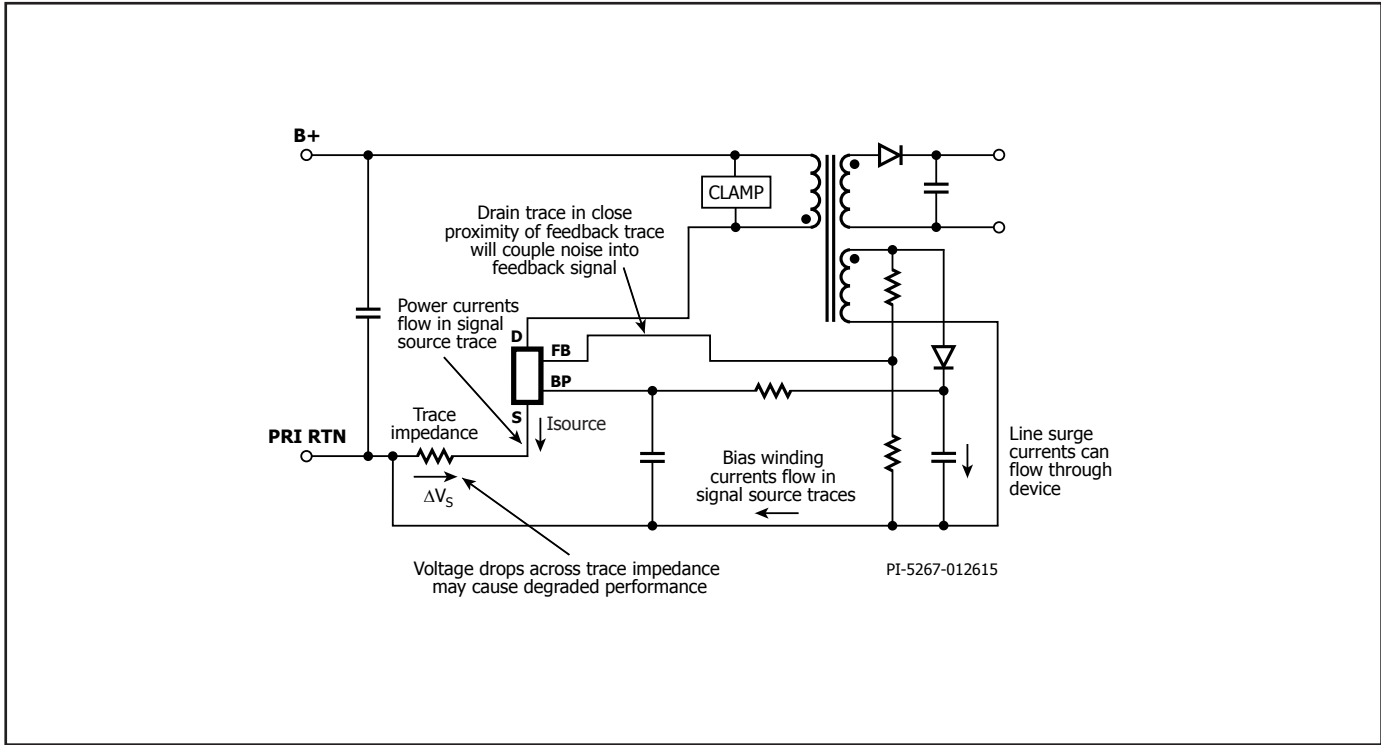 B+
CLAMP
Drain trace in close
proximity of feedback trace
will couple noise into
feedback signal
Power currents
flow in signal
source trace
D
FB
BP
S
Isource
Trace
impedance
PRI RTN
ΔVS
Bias winding
currents flow in
signal source traces
Line surge
currents can
flow through
device
Voltage drops across trace impedance
may cause degraded performance
PI-5267-012615